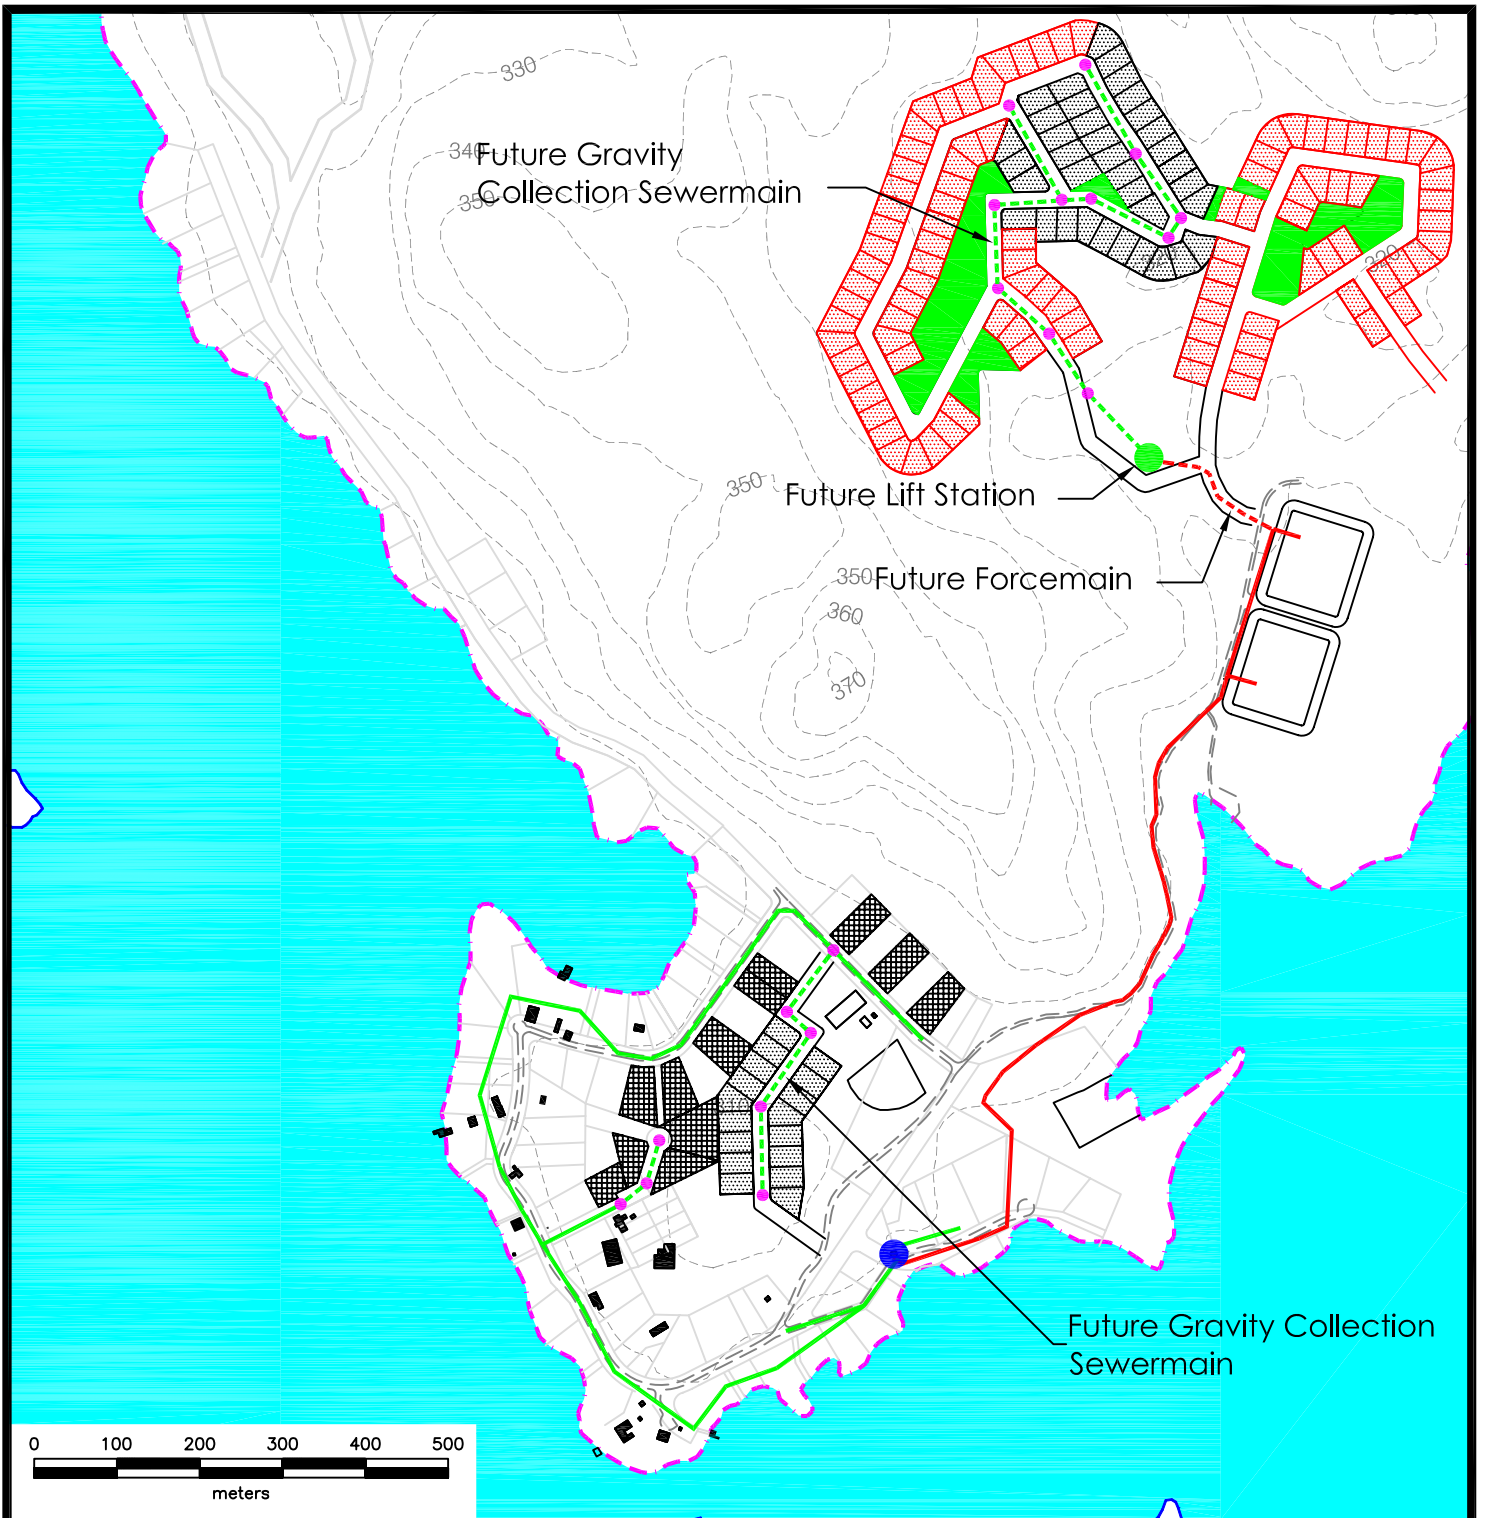 330
340
350
Future Gravity
Collection Sewermain
320
350
Future Lift Station
350
Future Forcemain
360
370
Future Gravity Collection
Sewermain
0 100 200 300 400 500
meters